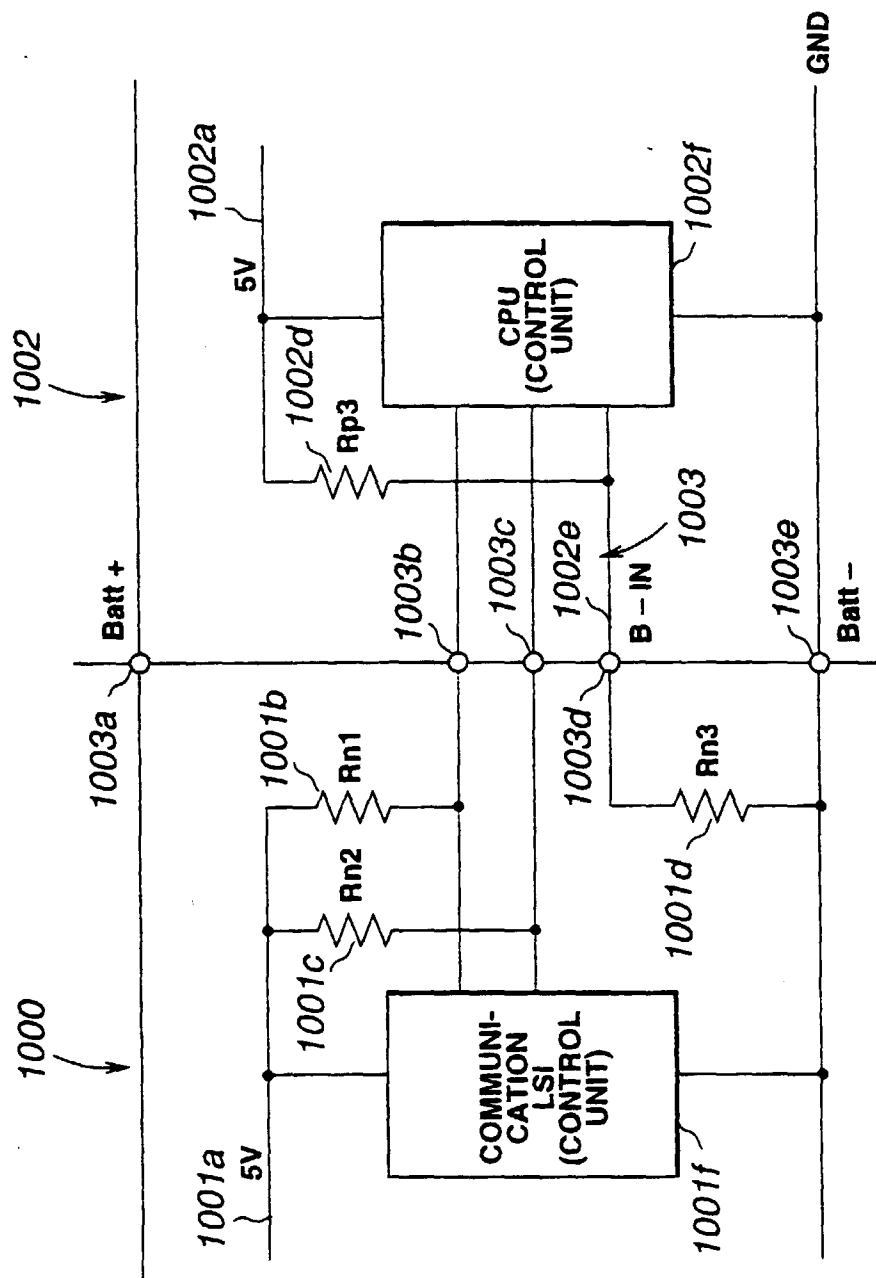 1000
1002
Batt +
1003a
1001a
5V
1001b
Rn1
1001c
Rn2
5V
1002a
1002d
Rp3
COMMUNI-
CATION
LSI
(CONTROL
UNIT)
1001f
CPU
(CONTROL
UNIT)
1002f
1003b
1003c
1002e
1003
B – IN
1003d
Rn3
1001d
1003e
Batt –
GND